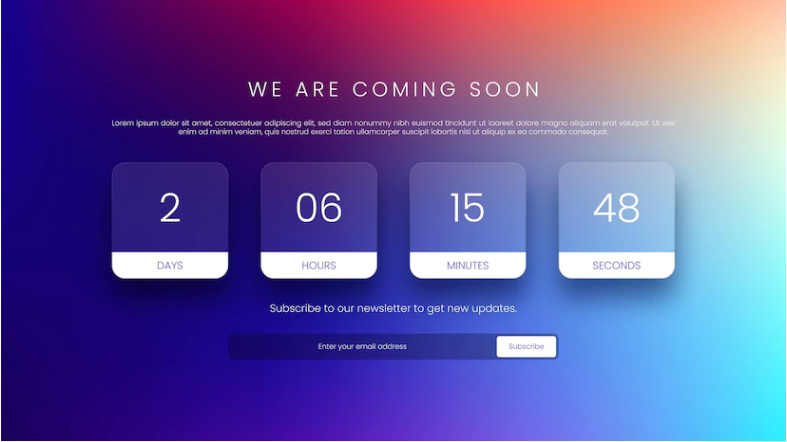 WE ARE COMING SOON
Lorem ipsum dolor sit amet, consectetuer adipiscing elit, sed diam nonummy nibh euismod tincidunt ut laoreet dolore magna aliquam erat volutpat. Ut wisi
enim ad minim veniam, quis nostrud exerci tation ullamcorper suscipit lobortis nisl ut aliquip ex ea commodo consequat.
2
DAYS
06
HOURS
15
MINUTES
48
SECONDS
Subscribe to our newsletter to get new updates.
Enter your email address
Subscribe